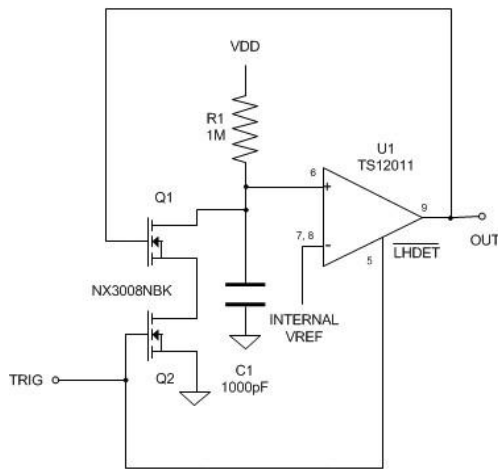 VDD
R1
1M
U1
TS12011
6
+
9
Q1
7, 8
-
LHDET
OUT
5
NX3008NBK
INTERNAL
VREF
TRIG
Q2
C1
1000pF